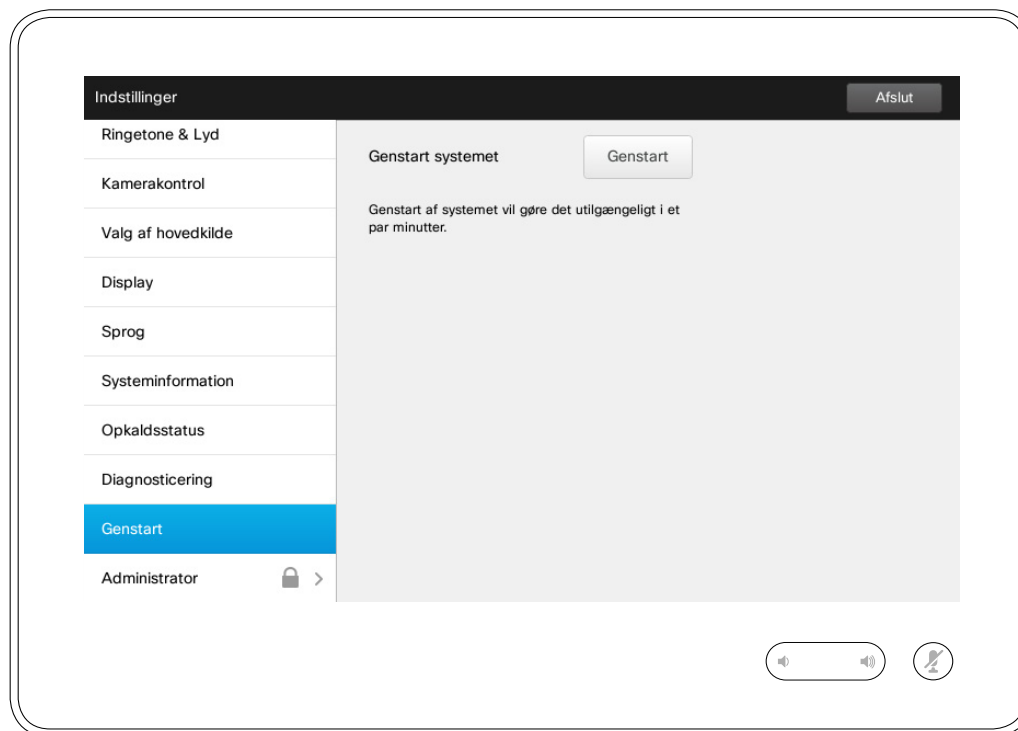 Indstillinger
Afslut
Ringetone & Lyd
Kamerakontrol
Valg af hovedkilde
Display
Sprog
Systeminformation
Opkaldsstatus
Diagnosticering
Genstart
Administrator
Genstart systemet
Genstart
Genstart af systemet vil gøre det utilgængeligt i et
par minutter.